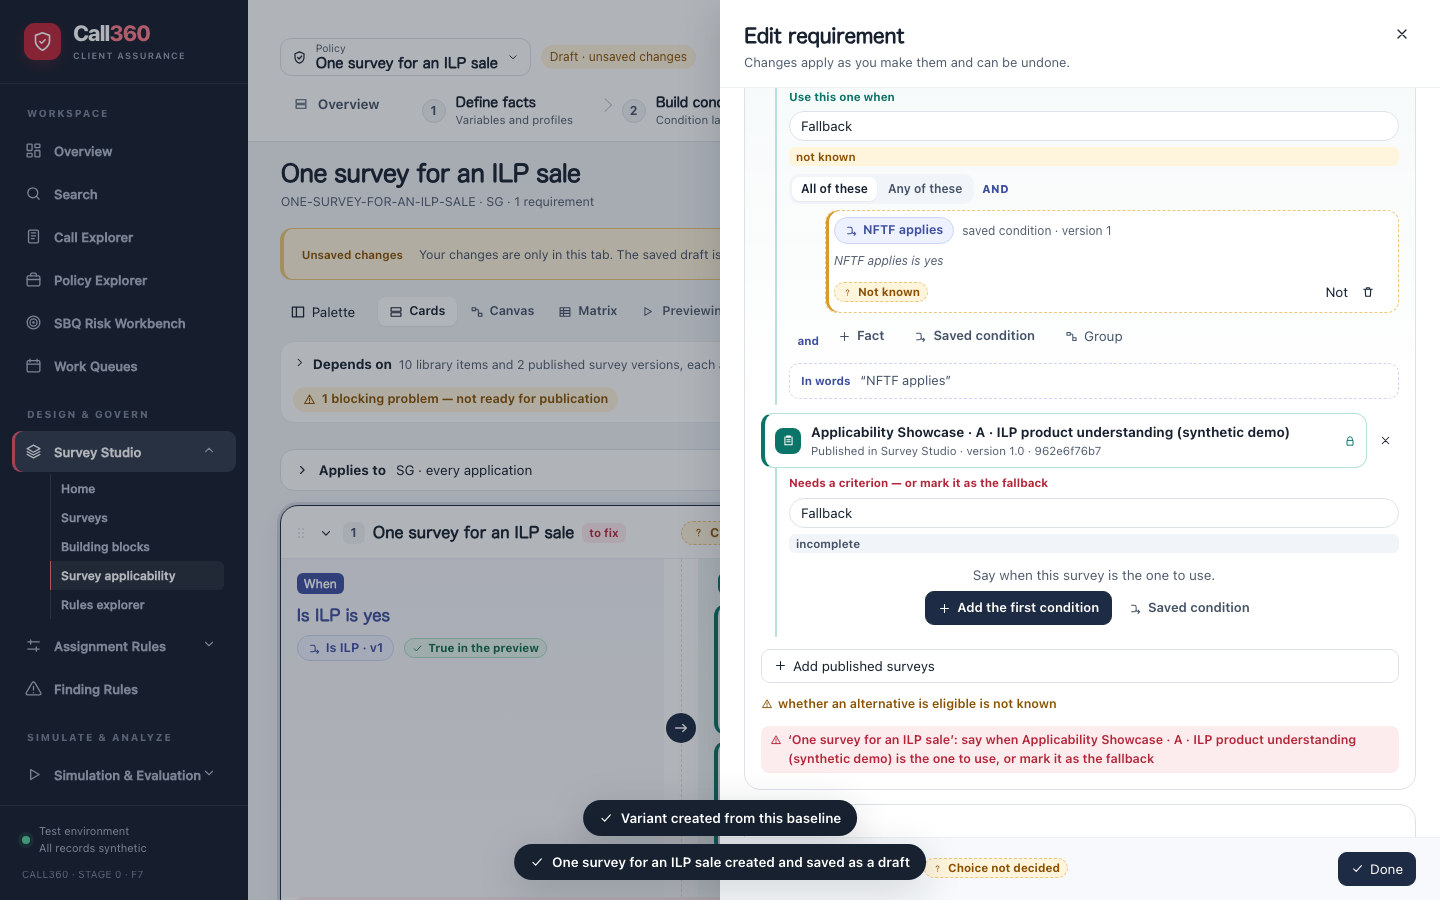 Call360
CLIENT ASSURANCE
WORKSPACE
Overview
Search
Call Explorer
Policy Explorer
SBQ Risk Workbench
Work Queues
DESIGN & GOVERN
Survey Studio
Home
Surveys
Building blocks
Survey applicability
Rules explorer
Assignment Rules
Finding Rules
SIMULATE & ANALYZE
Simulation & Evaluation
Test environment
All records synthetic
CALL360 · STAGE 0 · F7
Policy
One survey for an ILP sale
Draft · unsaved changes
Overview
1
Define facts
Variables and profiles
2
Build con
Condition la
One survey for an ILP sale
ONE-SURVEY-FOR-AN-ILP-SALE · SG · 1 requirement
Unsaved changes Your changes are only in this tab. The saved draft is
Palette
Cards
Canvas
Matrix
Previewin
Depends on 10 library items and 2 published survey versions, each
1 blocking problem — not ready for publication
Applies to SG · every application
1 One survey for an ILP sale to fix
? C
When
Is ILP is yes
Is ILP · v1
True in the preview
Edit requirement
Changes apply as you make them and can be undone.
Use this one when
Fallback
not known
All of these Any of these AND
NFTF applies saved condition · version 1
NFTF applies is yes
? Not known
Not
and
Fact
Saved condition
Group
In words “NFTF applies”
Applicability Showcase · A · ILP product understanding (synthetic demo)
Published in Survey Studio · version 1.0 · 962e6f76b7
Needs a criterion — or mark it as the fallback
Fallback
incomplete
Say when this survey is the one to use.
Add the first condition
Saved condition
Add published surveys
whether an alternative is eligible is not known
‘One survey for an ILP sale’: say when Applicability Showcase · A · ILP product understanding
(synthetic demo) is the one to use, or mark it as the fallback
Variant created from this baseline
One survey for an ILP sale created and saved as a draft
? Choice not decided
Done